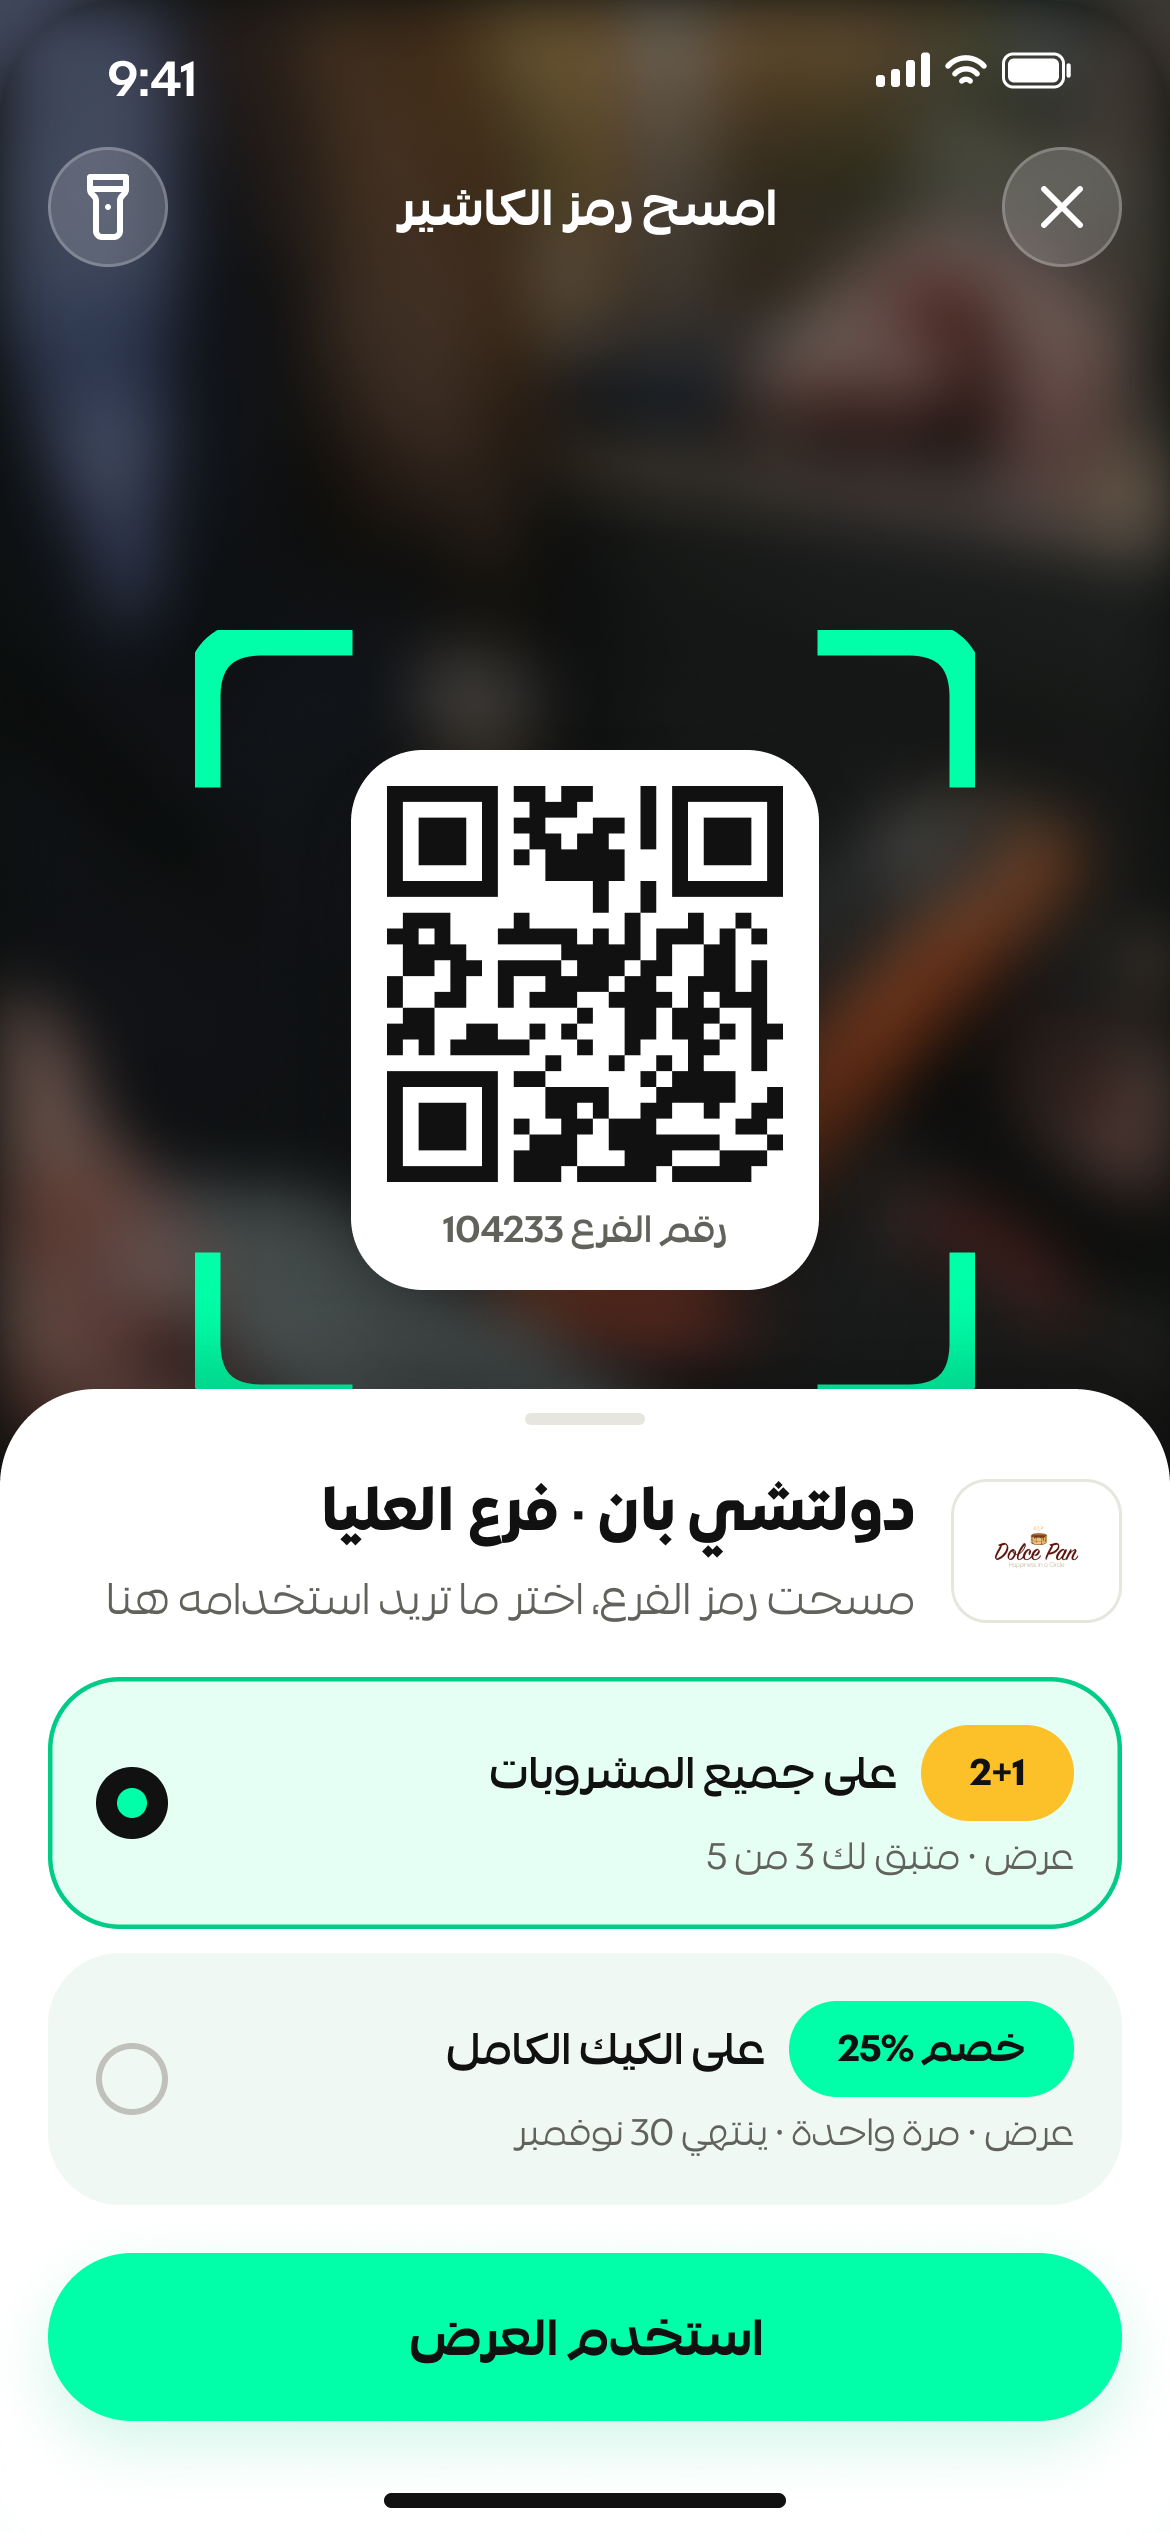 9:41
امسح رمز الكاشير
رقم الفرع 104233
دولتشي بان · فرع العليا
مسحت رمز الفرع، اختر ما تريد استخدامه هنا
Dolce Pan
2+1 على جميع المشروبات
عرض · متبق لك 3 من 5
خصم 25% على الكيك الكامل
عرض · مرة واحدة · ينتهي 30 نوفمبر
استخدم العرض